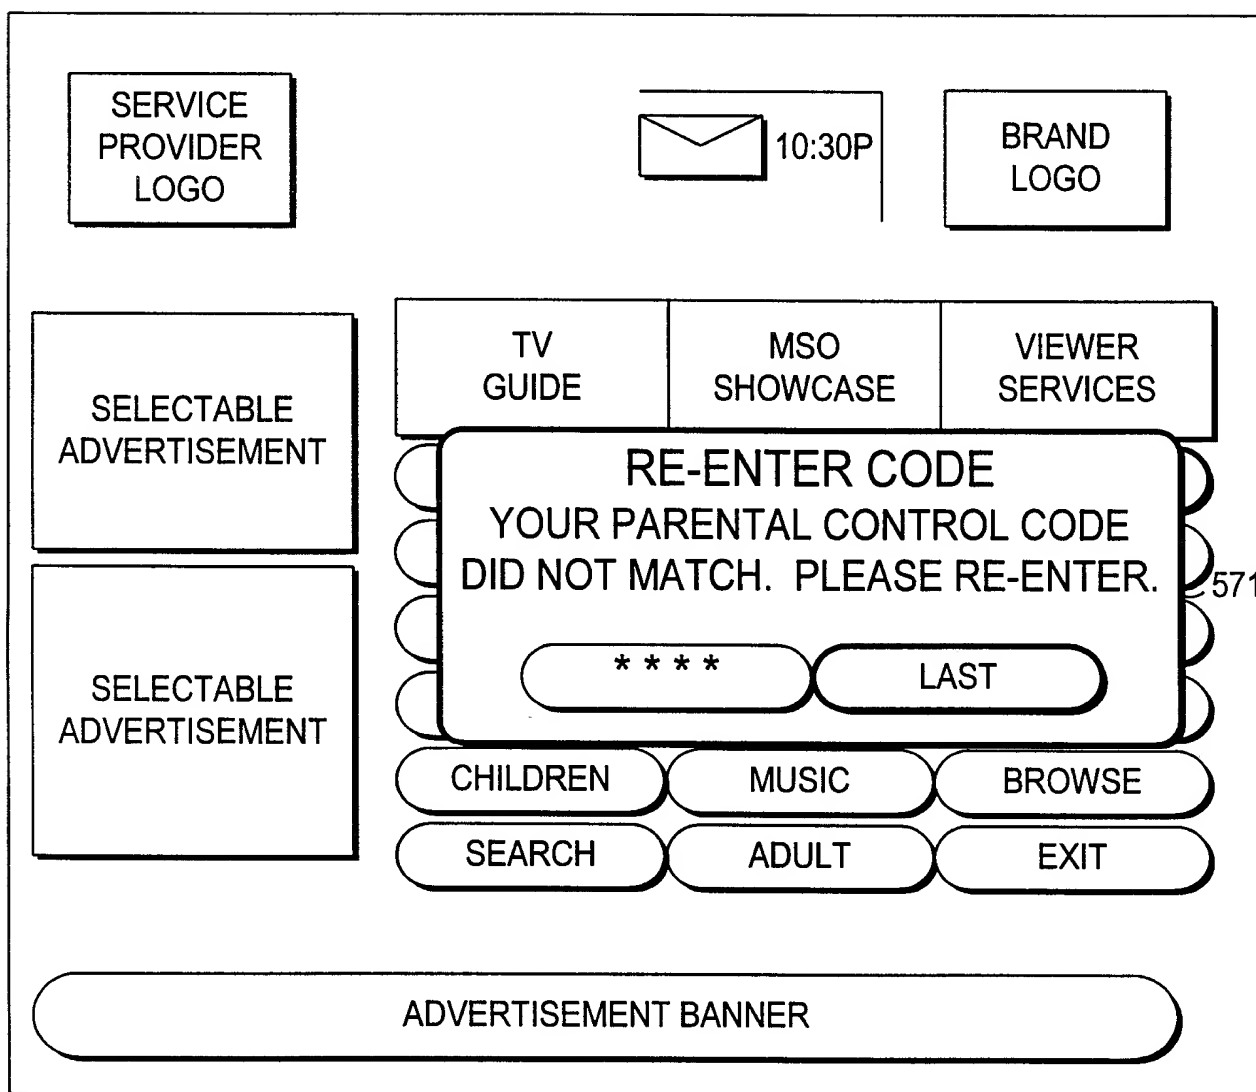 SERVICE
PROVIDER
LOGO
10:30P
BRAND
LOGO
SELECTABLE
ADVERTISEMENT
SELECTABLE
ADVERTISEMENT
TV
GUIDE
MSO
SHOWCASE
VIEWER
SERVICES
RE-ENTER CODE
YOUR PARENTAL CONTROL CODE
DID NOT MATCH. PLEASE RE-ENTER.
571
* * * *
LAST
CHILDREN
MUSIC
BROWSE
SEARCH
ADULT
EXIT
ADVERTISEMENT BANNER